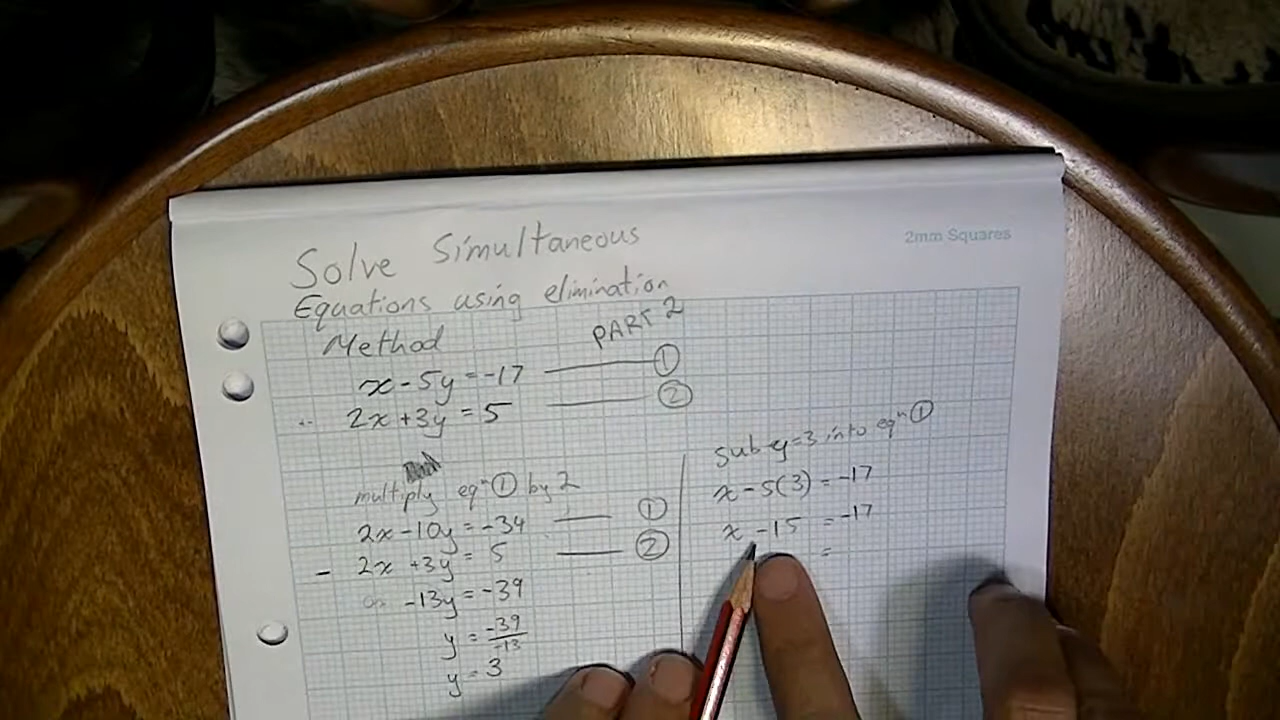 2mm Squares
Solve Simultaneous
Equations using elimination
Method PART 2
x - 5y = -17 ①
2x + 3y = 5 ②
multiply eqⁿ ① by 2
2x - 10y = -34 ①
- 2x + 3y = 5 ②
-13y = -39
y = -39/-13
y = 3
sub y=3 into eqⁿ ①
x - 5(3) = -17
x - 15 = -17
=